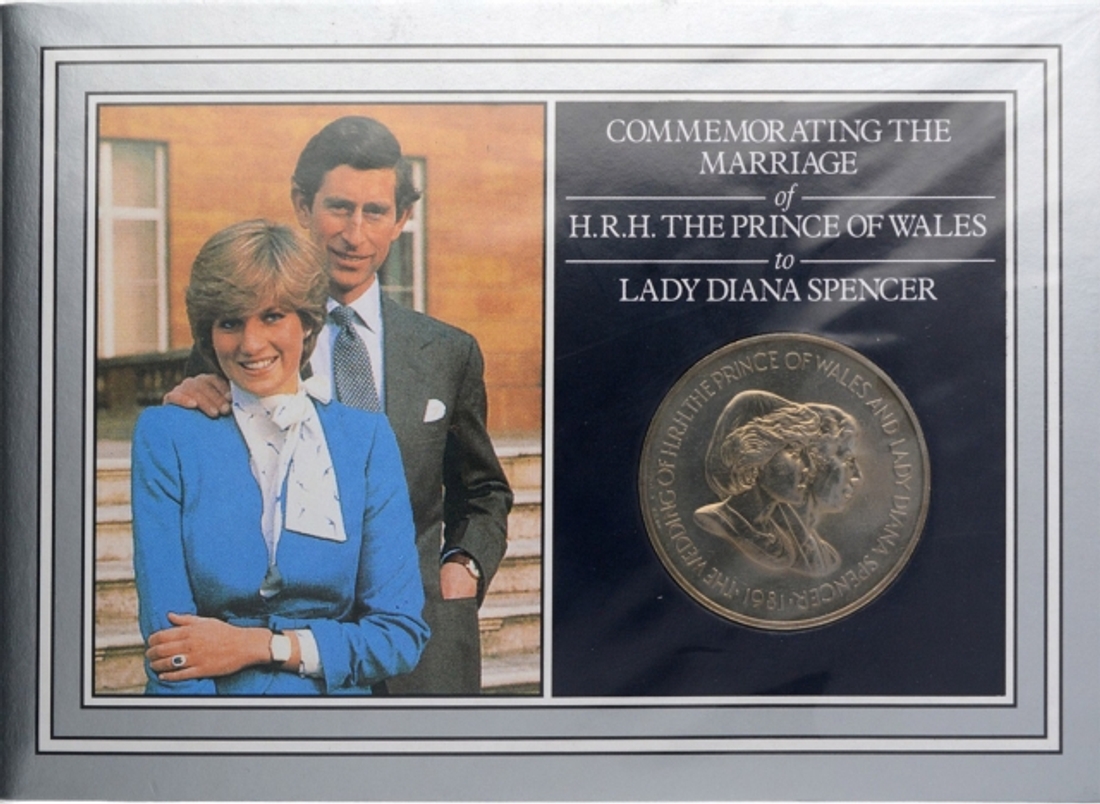 COMMEMORATING THE
MARRIAGE
of
H.R.H. THE PRINCE OF WALES
to
LADY DIANA SPENCER
·THE WEDDING OF H.R.H. THE PRINCE OF WALES AND LADY DIANA SPENCER·1981